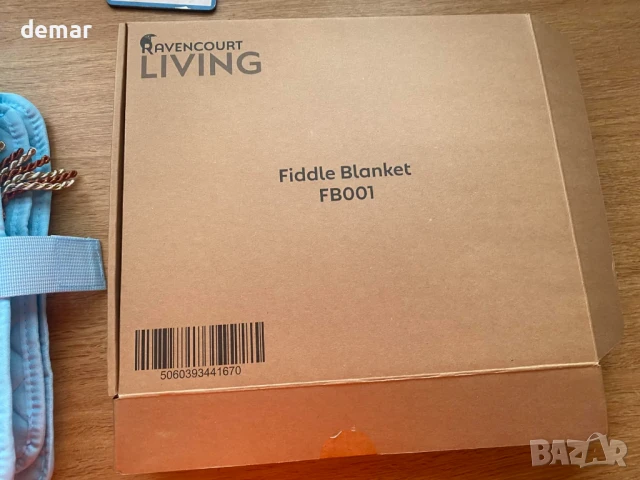 demar
RAVENCOURT
LIVING
Fiddle Blanket
FB001
5060393441670
BAZAR